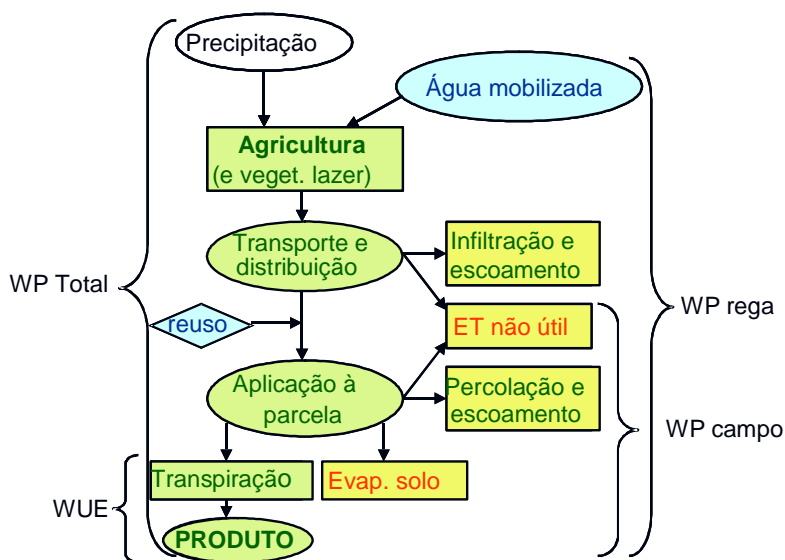 Precipitação
Água mobilizada
Agricultura
(e veget. lazer)
Transporte e
distribuição
Infiltração e
escoamento
WP Total
WP rega
reuso
ET não útil
Aplicação à
parcela
Percolação e
escoamento
WP campo
Transpiração
Evap. solo
WUE
PRODUTO